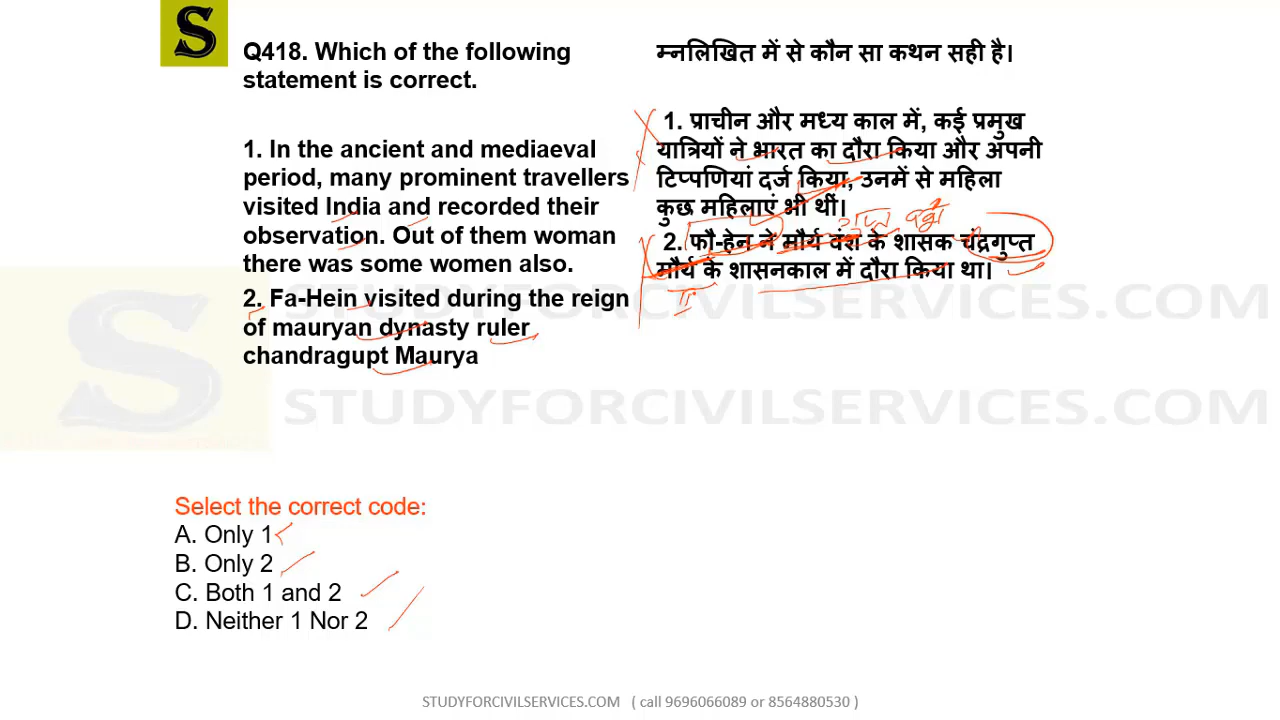 S
Q418. Which of the following
statement is correct.
1. In the ancient and mediaeval
period, many prominent travellers
visited India and recorded their
observation. Out of them woman
there was some women also.
2. Fa-Hein visited during the reign
of mauryan dynasty ruler
chandragupt Maurya
म्नलिखित में से कौन सा कथन सही है।
1. प्राचीन और मध्य काल में, कई प्रमुख
यात्रियों ने भारत का दौरा किया और अपनी
टिप्पणियां दर्ज किया, उनमें से महिला
कुछ महिलाएं भी थीं।
गुप्त वंश
2. फौ-हेन ने मौर्य वंश के शासक चंद्रगुप्त
मौर्य के शासनकाल में दौरा किया था।
II
S
STUDYFORCIVILSERVICES.COM
STUDYFORCIVILSERVICES.COM
Select the correct code:
A. Only 1
B. Only 2
C. Both 1 and 2
D. Neither 1 Nor 2
STUDYFORCIVILSERVICES.COM ( call 9696066089 or 8564880530 )